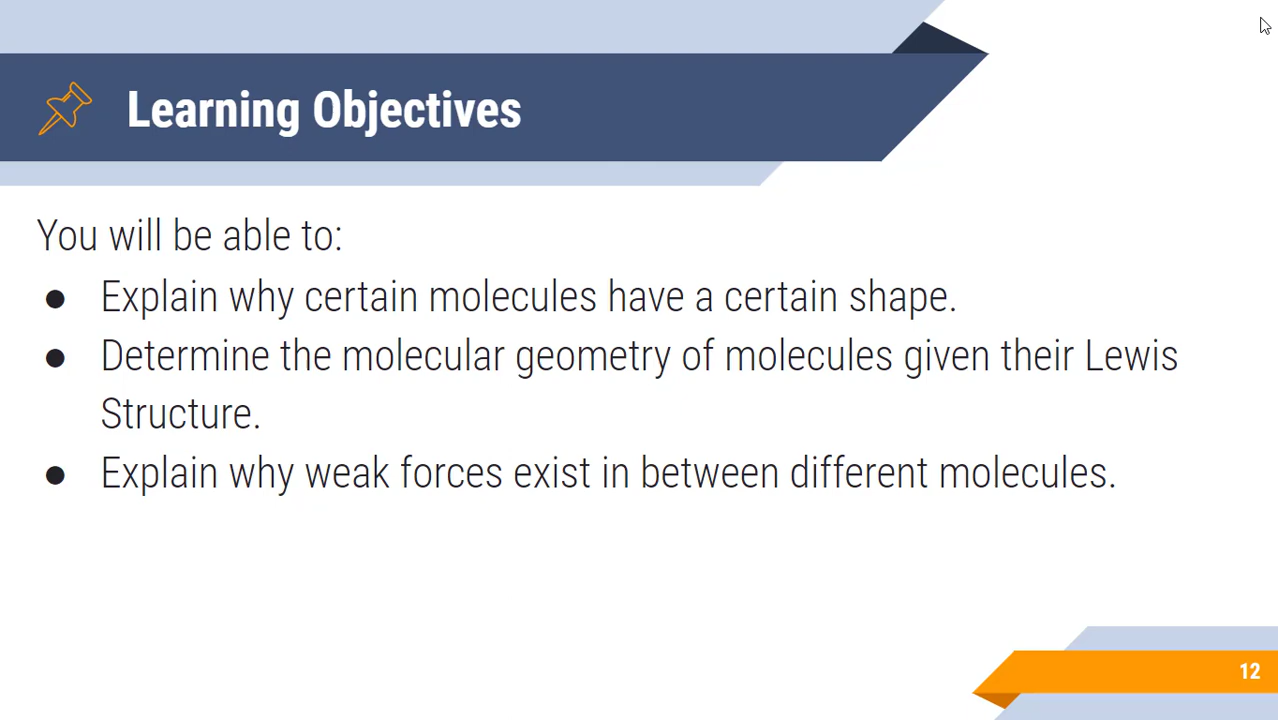 Learning Objectives
You will be able to:
● Explain why certain molecules have a certain shape.
● Determine the molecular geometry of molecules given their Lewis
Structure.
● Explain why weak forces exist in between different molecules.
12